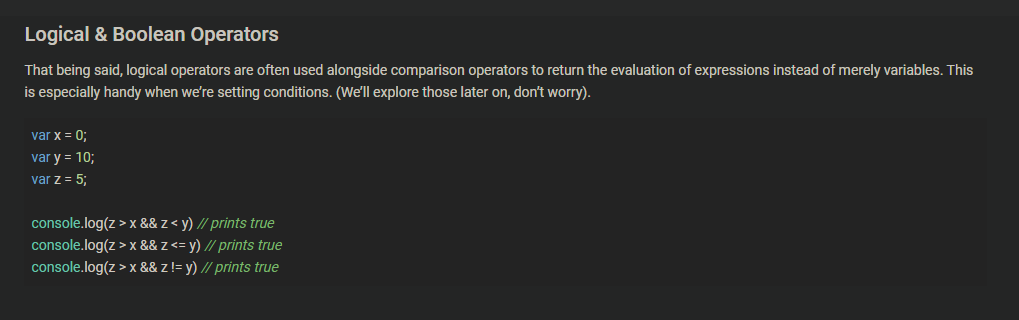 Logical & Boolean Operators
That being said, logical operators are often used alongside comparison operators to return the evaluation of expressions instead of merely variables. This
is especially handy when we're setting conditions. (We'll explore those later on, don't worry).
var x = 0;
var y = 10;
var z = 5;
console.log(z > x && z < y) // prints true
console.log(z > x && z <= y) // prints true
console.log(z > x && z != y) // prints true